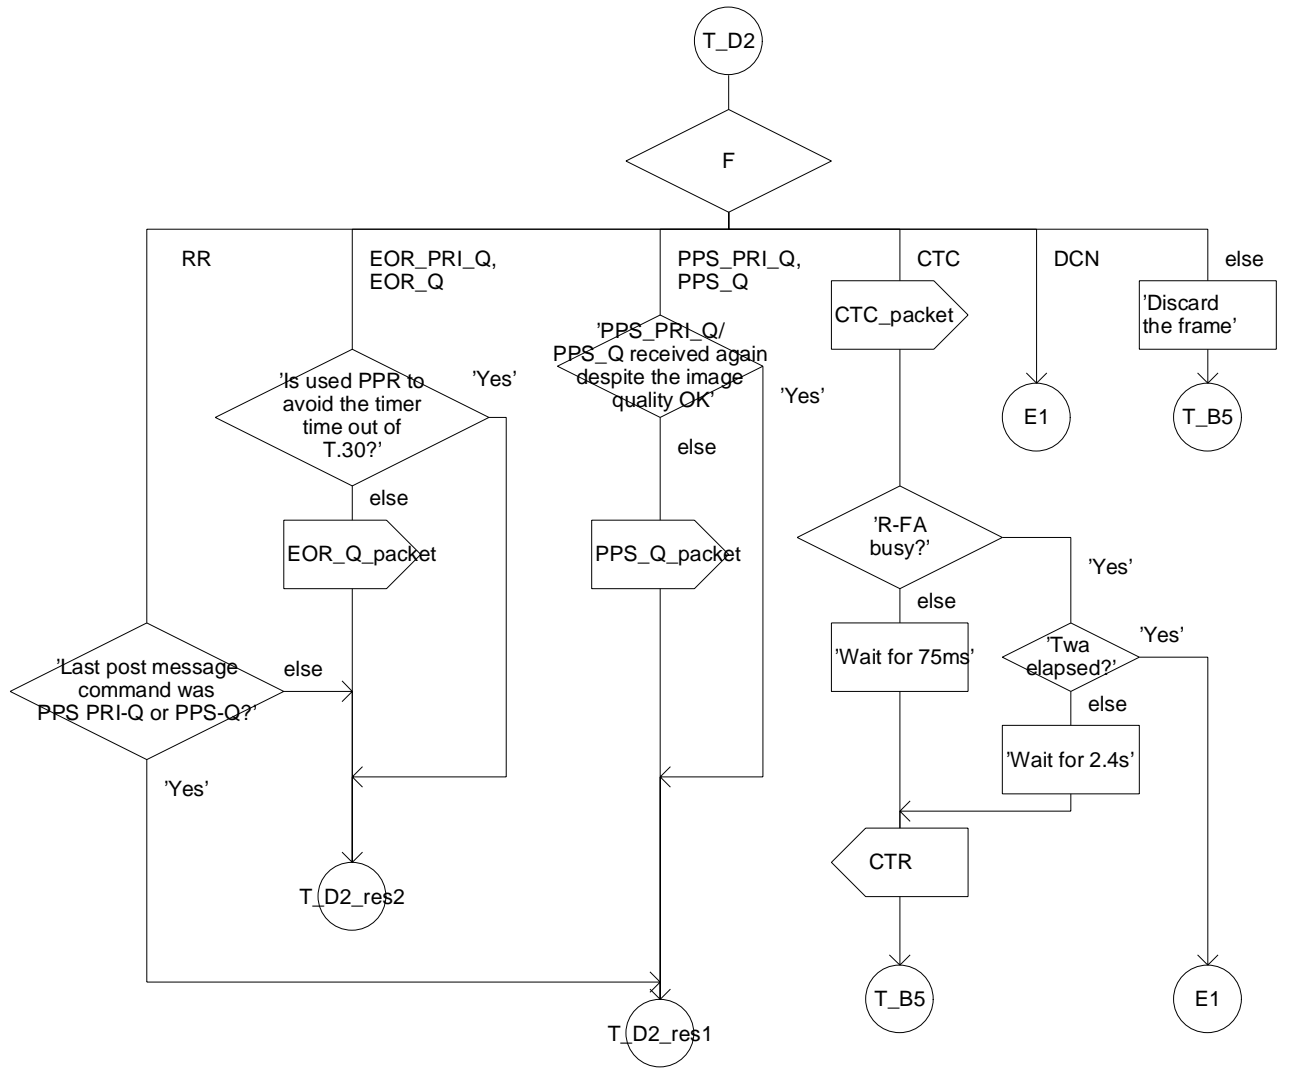 T_D2
F
RR
EOR_PRI_Q,
EOR_Q
PPS_PRI_Q,
PPS_Q
CTC
DCN
else
CTC_packet
’Discard
the frame’
’PPS_PRI_Q/
PPS_Q received again
despite the image
quality OK’
’Yes’
else
’Is used PPR to
avoid the timer
time out of
T.30?’
’Yes’
else
E1
T_B5
EOR_Q_packet
PPS_Q_packet
’R-FA
busy?’
’Yes’
else
’Wait for 75ms’
’Twa
elapsed?’
’Yes’
else
’Wait for 2.4s’
’Last post message
command was
PPS PRI-Q or PPS-Q?’
else
’Yes’
CTR
T_D2_res2
T_B5
E1
T_D2_res1